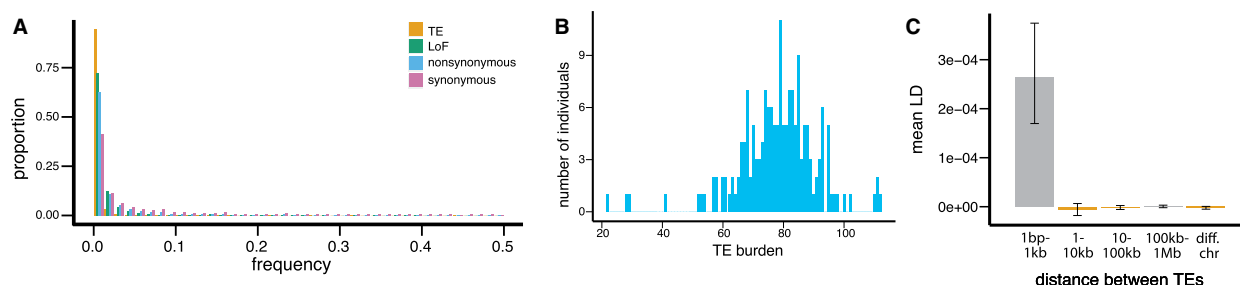 A
proportion
0.75
0.50
0.25
0.00
0.0 0.1 0.2 0.3 0.4 0.5
frequency
TE
LoF
nonsynonymous
synonymous
B
number of individuals
9
6
3
0
20 40 60 80 100
TE burden
C
mean LD
3e−04
2e−04
1e−04
0e+00
1bp- 1- 10- 100kb- diff.
1kb 10kb 100kb 1Mb chr
distance between TEs